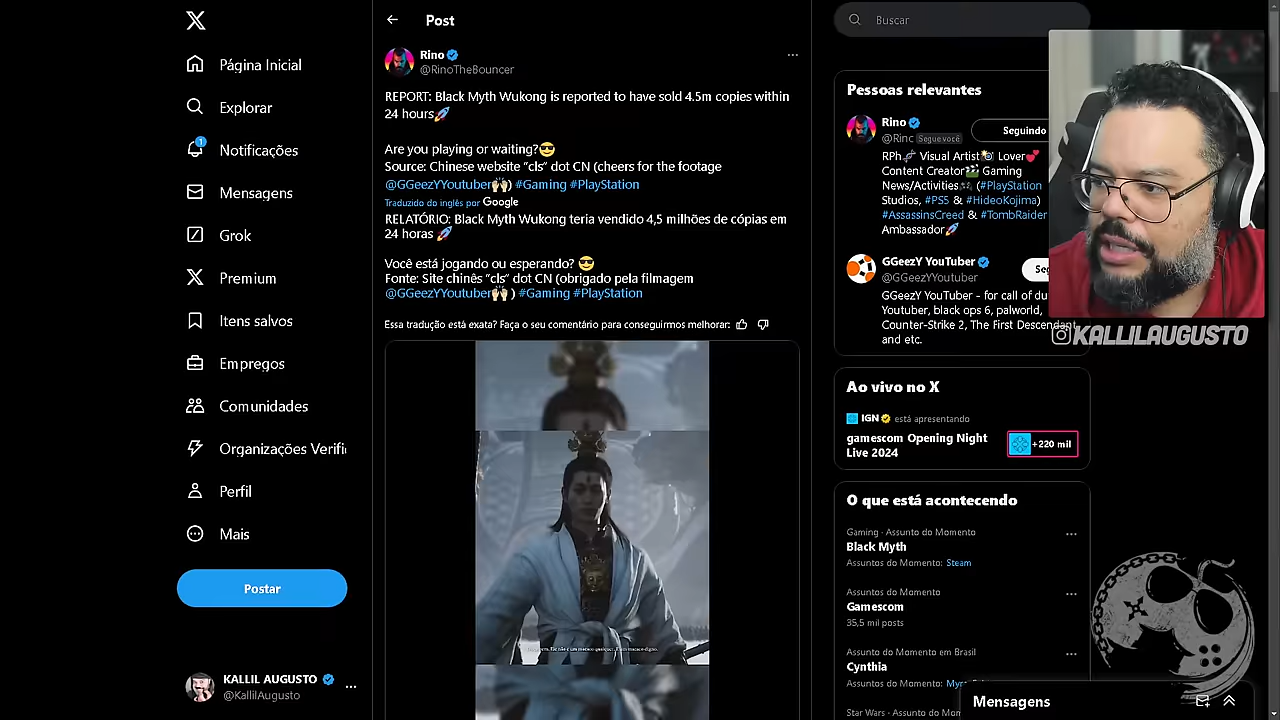 Página Inicial
Explorar
1
Notificações
Mensagens
Grok
Premium
Itens salvos
Empregos
Comunidades
Organizações Verifi
Perfil
Mais
Postar
KALLIL AUGUSTO
@KallilAugusto
Post
Rino
@RinoTheBouncer
REPORT: Black Myth Wukong is reported to have sold 4.5m copies within
24 hours🚀
Are you playing or waiting?😎
Source: Chinese website "cls" dot CN (cheers for the footage
@GGeezYYoutuber🙌🏼) #Gaming #PlayStation
Traduzido do inglês por Google
RELATÓRIO: Black Myth Wukong teria vendido 4,5 milhões de cópias em
24 horas 🚀
Você está jogando ou esperando? 😎
Fonte: Site chinês "cls" dot CN (obrigado pela filmagem
@GGeezYYoutuber🙌🏼 ) #Gaming #PlayStation
Essa tradução está exata? Faça o seu comentário para conseguirmos melhorar:
Buscar
Pessoas relevantes
Rino
@Rinc Segue você
Seguindo
RPh🧬 Visual Artist📸 Lover💕
Content Creator🎬 Gaming
News/Activities🎮 (#PlayStation
Studios, #PS5 & #HideoKojima)
#AssassinsCreed & #TombRaider
Ambassador🚀
GGeezY YouTuber
@GGeezYYoutuber
Seg
GGeezY YouTuber - for call of du
Youtuber, black ops 6, palworld,
Counter-Strike 2, The First Descendant
and etc.
@KALLILAUGUSTO
Ao vivo no X
IGN está apresentando
gamescom Opening Night
Live 2024
+220 mil
O que está acontecendo
Gaming · Assunto do Momento
Black Myth
Assuntos do Momento: Steam
Assuntos do Momento
Gamescom
35,5 mil posts
Assunto do Momento em Brasil
Cynthia
Assuntos do Momento:
Star Wars · Assunto do Mom
Mensagens